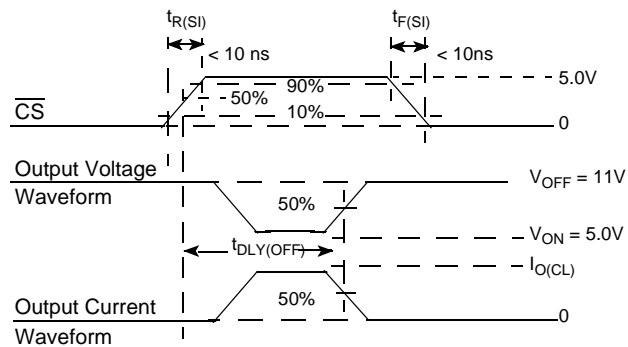 tR(SI)
tF(SI)
< 10 ns
< 10ns
90%
5.0V
50%
CS
10%
0
Output Voltage
Waveform
VOFF = 11V
50%
VON = 5.0V
tDLY(OFF)
IO(CL)
Output Current
Waveform
50%
0